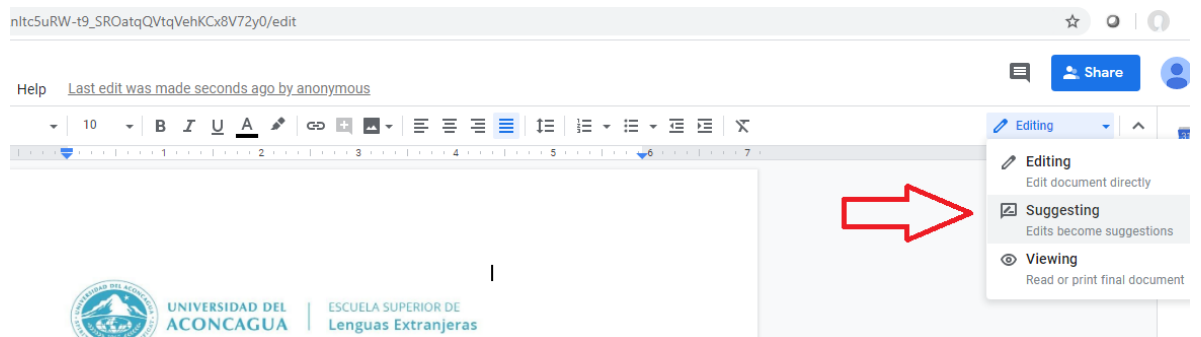 nltc5uRW-t9_SROatqQVtqVehKCx8V72y0/edit
Share
Help Last edit was made seconds ago by anonymous
10 B I U A Editing
1 2 3 4 5 6 7
Editing
Edit document directly
Suggesting
Edits become suggestions
Viewing
Read or print final document
UNIVERSIDAD DEL
ACONCAGUA
ESCUELA SUPERIOR DE
Lenguas Extranjeras